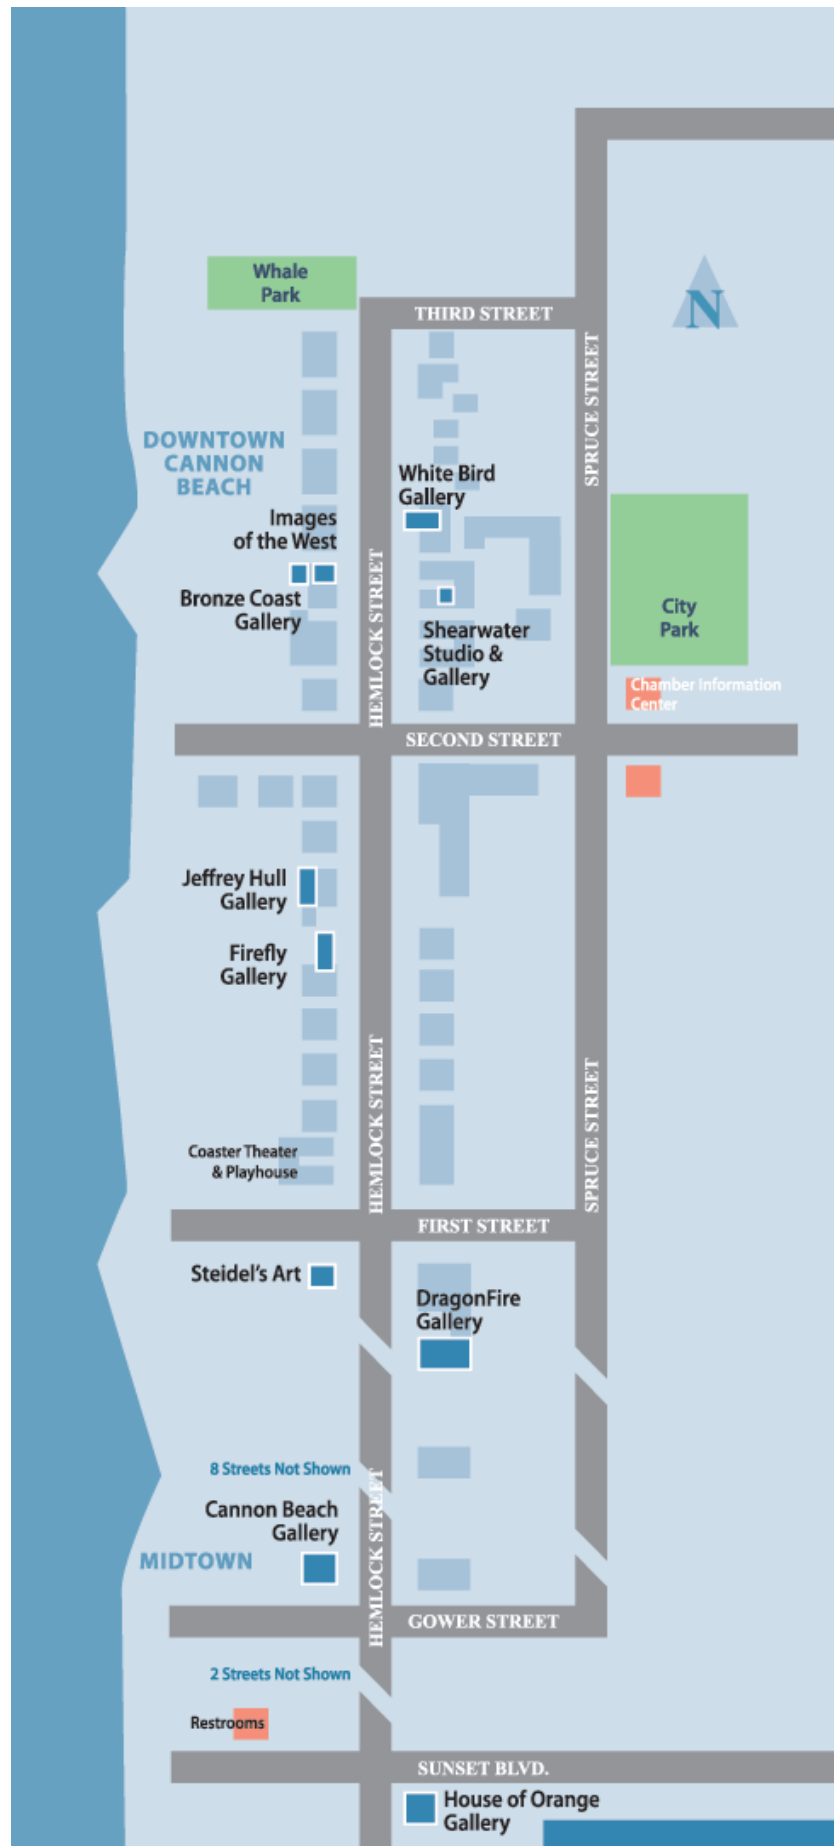 Whale
Park
THIRD STREET
N
SPRUCE STREET
DOWNTOWN
CANNON
BEACH
White Bird
Gallery
Images
of the West
HEMLOCK STREET
Bronze Coast
Gallery
City
Park
Shearwater
Studio &
Gallery
Chamber Information
Center
SECOND STREET
Jeffrey Hull
Gallery
Firefly
Gallery
HEMLOCK STREET
SPRUCE STREET
Coaster Theater
& Playhouse
FIRST STREET
Steidel's Art
DragonFire
Gallery
8 Streets Not Shown
HEMLOCK STREET
Cannon Beach
Gallery
MIDTOWN
GOWER STREET
2 Streets Not Shown
Restrooms
SUNSET BLVD.
House of Orange
Gallery